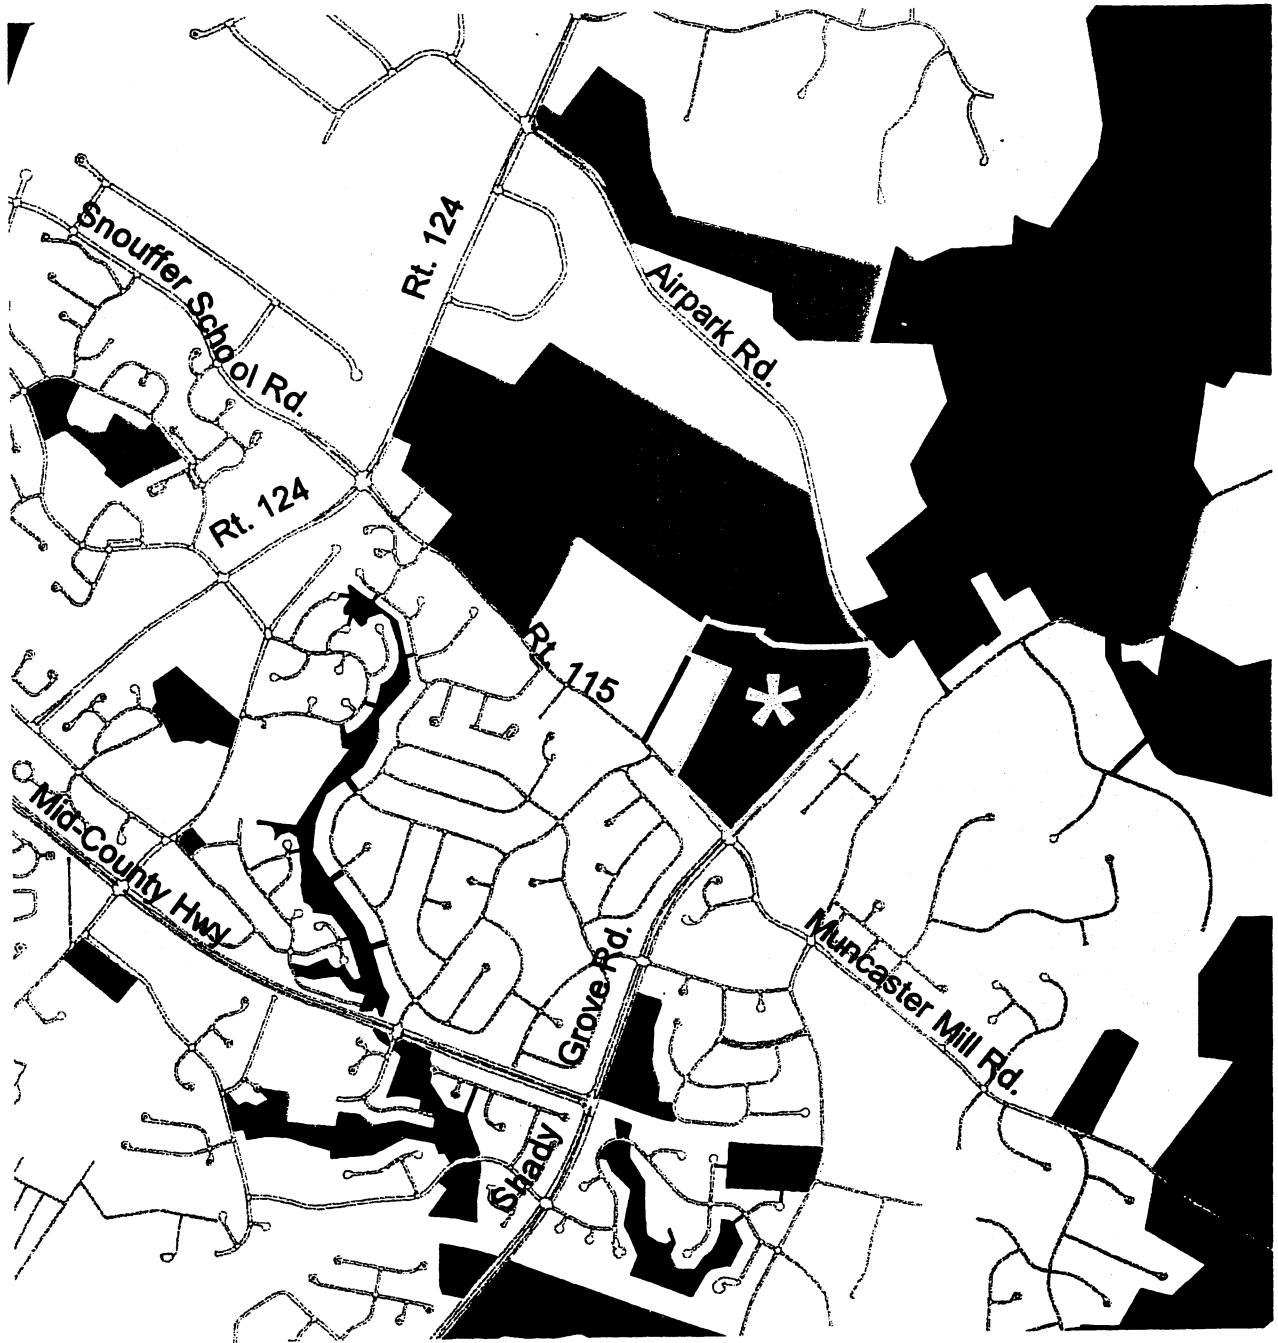 Snouffer School Rd.
Rt. 124
Airpark Rd.
Rt. 124
Rt. 115
*
Mid-County Hwy
Muncaster Mill Rd.
Shady Grove Rd.